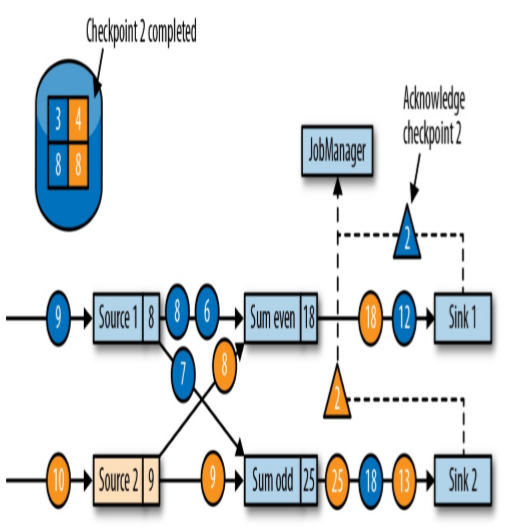 Checkpoint 2 completed
3 4
8 8
Acknowledge
checkpoint 2
JobManager
2
9
Source 1 8
8
6
Sum even 18
18
12
Sink 1
7
8
2
10
Source 2 9
9
Sum odd 25
25
18
13
Sink 2